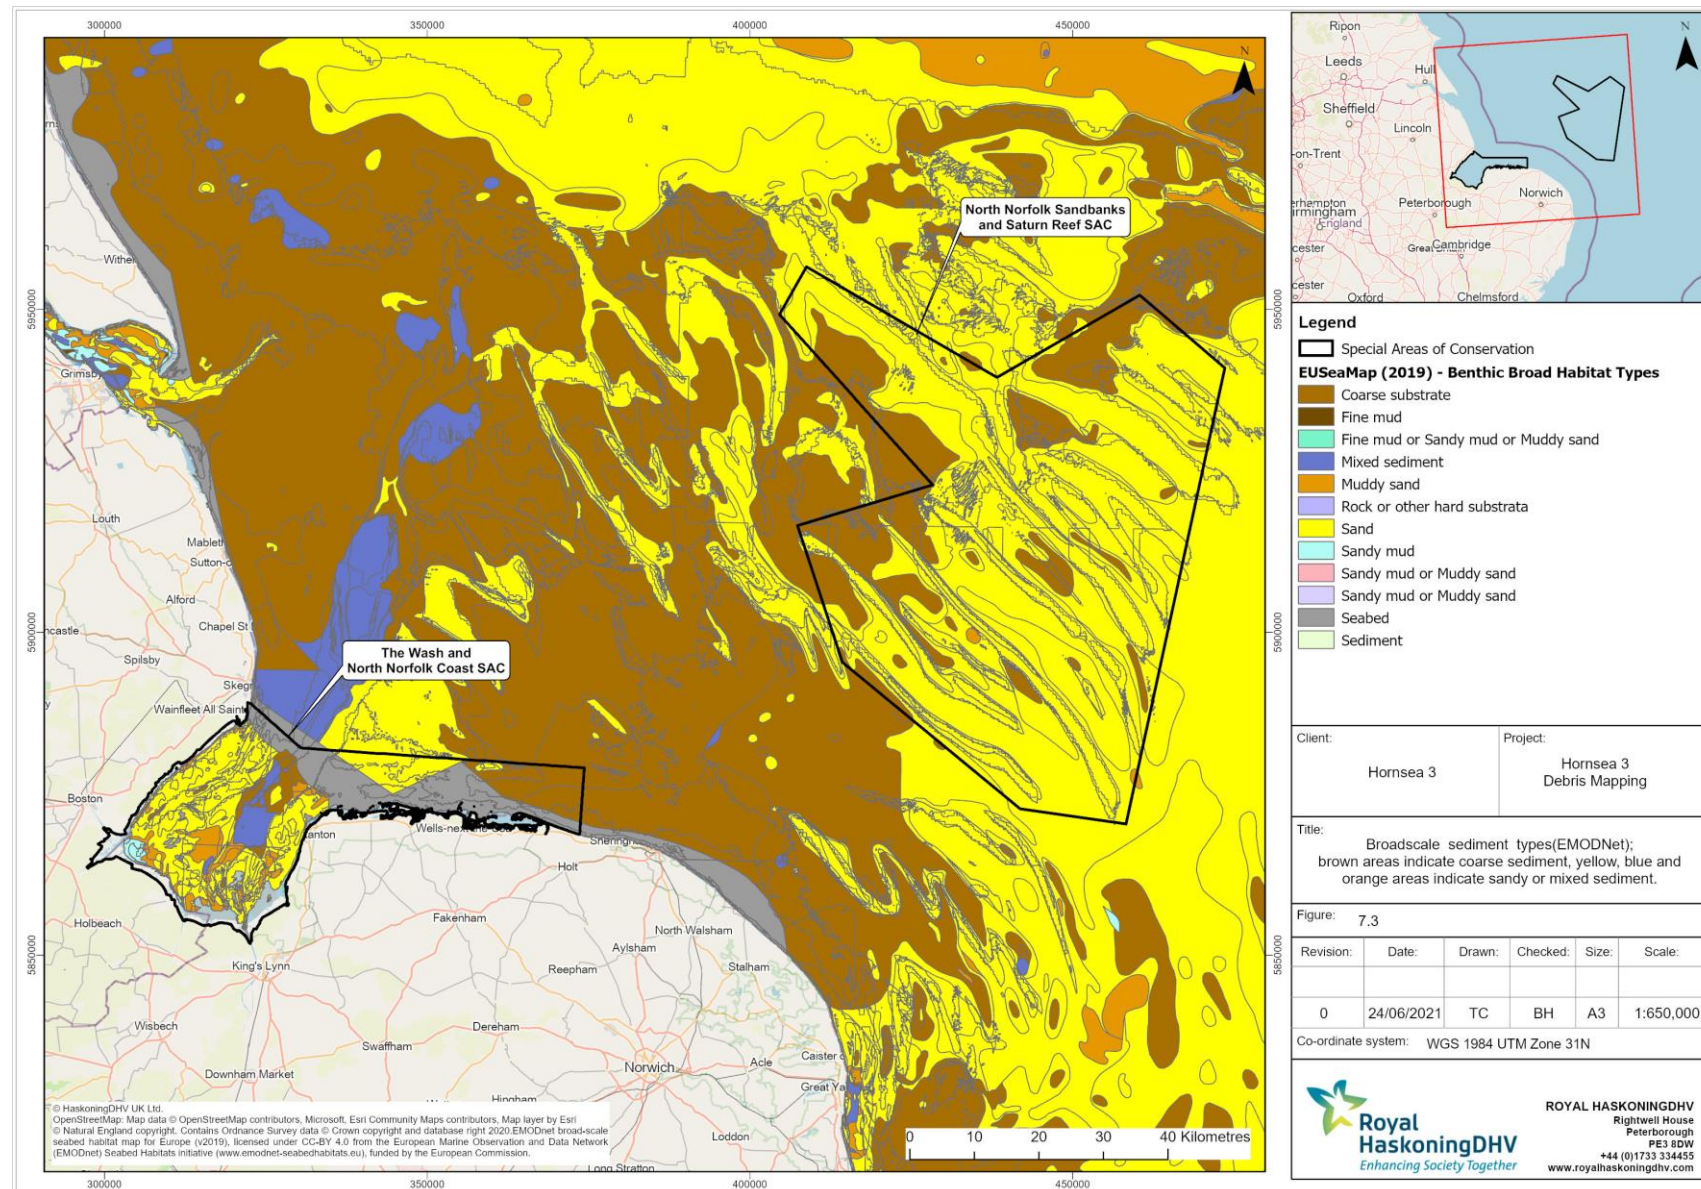 300000
350000
400000
450000
5950000
5900000
5850000
5950000
5900000
5850000
300000
350000
400000
450000
N
North Norfolk Sandbanks
and Saturn Reef SAC
The Wash and
North Norfolk Coast SAC
Grimsby
Louth
Alford
Chapel St
Spilsby
Wainfleet All Saint
Boston
Holbeach
King's Lynn
Wisbech
Downham Market
Swaffham
Dereham
Fakenham
Holt
Aylsham
North Walsham
Reepham
Stalham
Norwich
Acle
Caister
Great Ya
Hingham
Loddon
Long Stratton
0 10 20 30 40 Kilometres
© HaskoningDHV UK Ltd.
OpenStreetMap: Map data © OpenStreetMap contributors, Microsoft, Esri Community Maps contributors, Map layer by Esri
© Natural England copyright. Contains Ordnance Survey data © Crown copyright and database right 2020.EMODnet broad-scale
seabed habitat map for Europe (v2019), licensed under CC-BY 4.0 from the European Marine Observation and Data Network
(EMODnet) Seabed Habitats initiative (www.emodnet-seabedhabitats.eu), funded by the European Commission.
N
Ripon
Leeds
Hull
Sheffield
Lincoln
-on-Trent
Norwich
Peterborough
England
Cambridge
Oxford
Chelmsford
Legend
Special Areas of Conservation
EUSeaMap (2019) - Benthic Broad Habitat Types
Coarse substrate
Fine mud
Fine mud or Sandy mud or Muddy sand
Mixed sediment
Muddy sand
Rock or other hard substrata
Sand
Sandy mud
Sandy mud or Muddy sand
Sandy mud or Muddy sand
Seabed
Sediment
Client:
Hornsea 3
Project:
Hornsea 3
Debris Mapping
Title:
Broadscale sediment types(EMODNet);
brown areas indicate coarse sediment, yellow, blue and
orange areas indicate sandy or mixed sediment.
Figure: 7.3
Revision: Date: Drawn: Checked: Size: Scale:
0 24/06/2021 TC BH A3 1:650,000
Co-ordinate system: WGS 1984 UTM Zone 31N
Royal
HaskoningDHV
Enhancing Society Together
ROYAL HASKONINGDHV
Rightwell House
Peterborough
PE3 8DW
+44 (0)1733 334455
www.royalhaskoningdhv.com